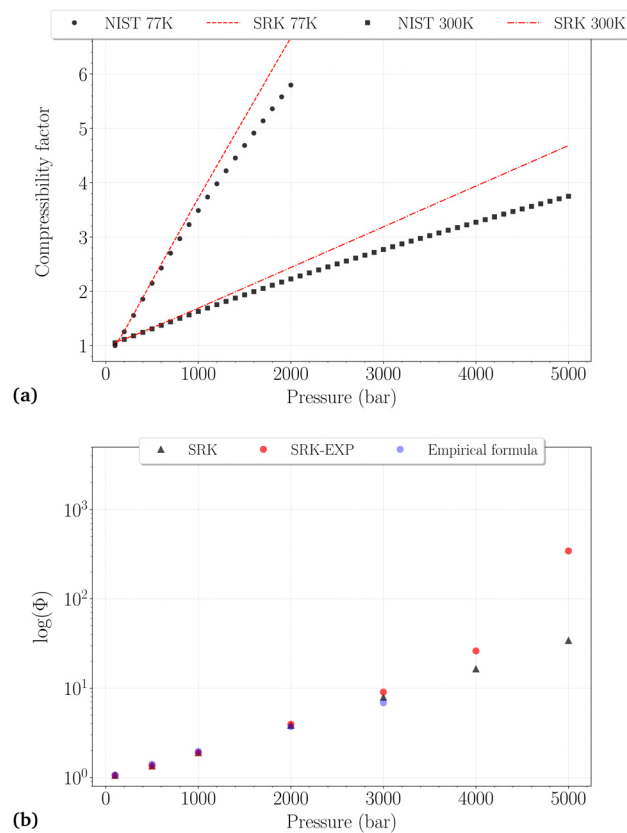 NIST 77K SRK 77K NIST 300K SRK 300K
6
5
4
3
2
1
Compressibility factor
0 1000 2000 3000 4000 5000
Pressure (bar)
(a)
SRK SRK-EXP Empirical formula
10³
10²
10¹
10⁰
log(Φ)
0 1000 2000 3000 4000 5000
Pressure (bar)
(b)